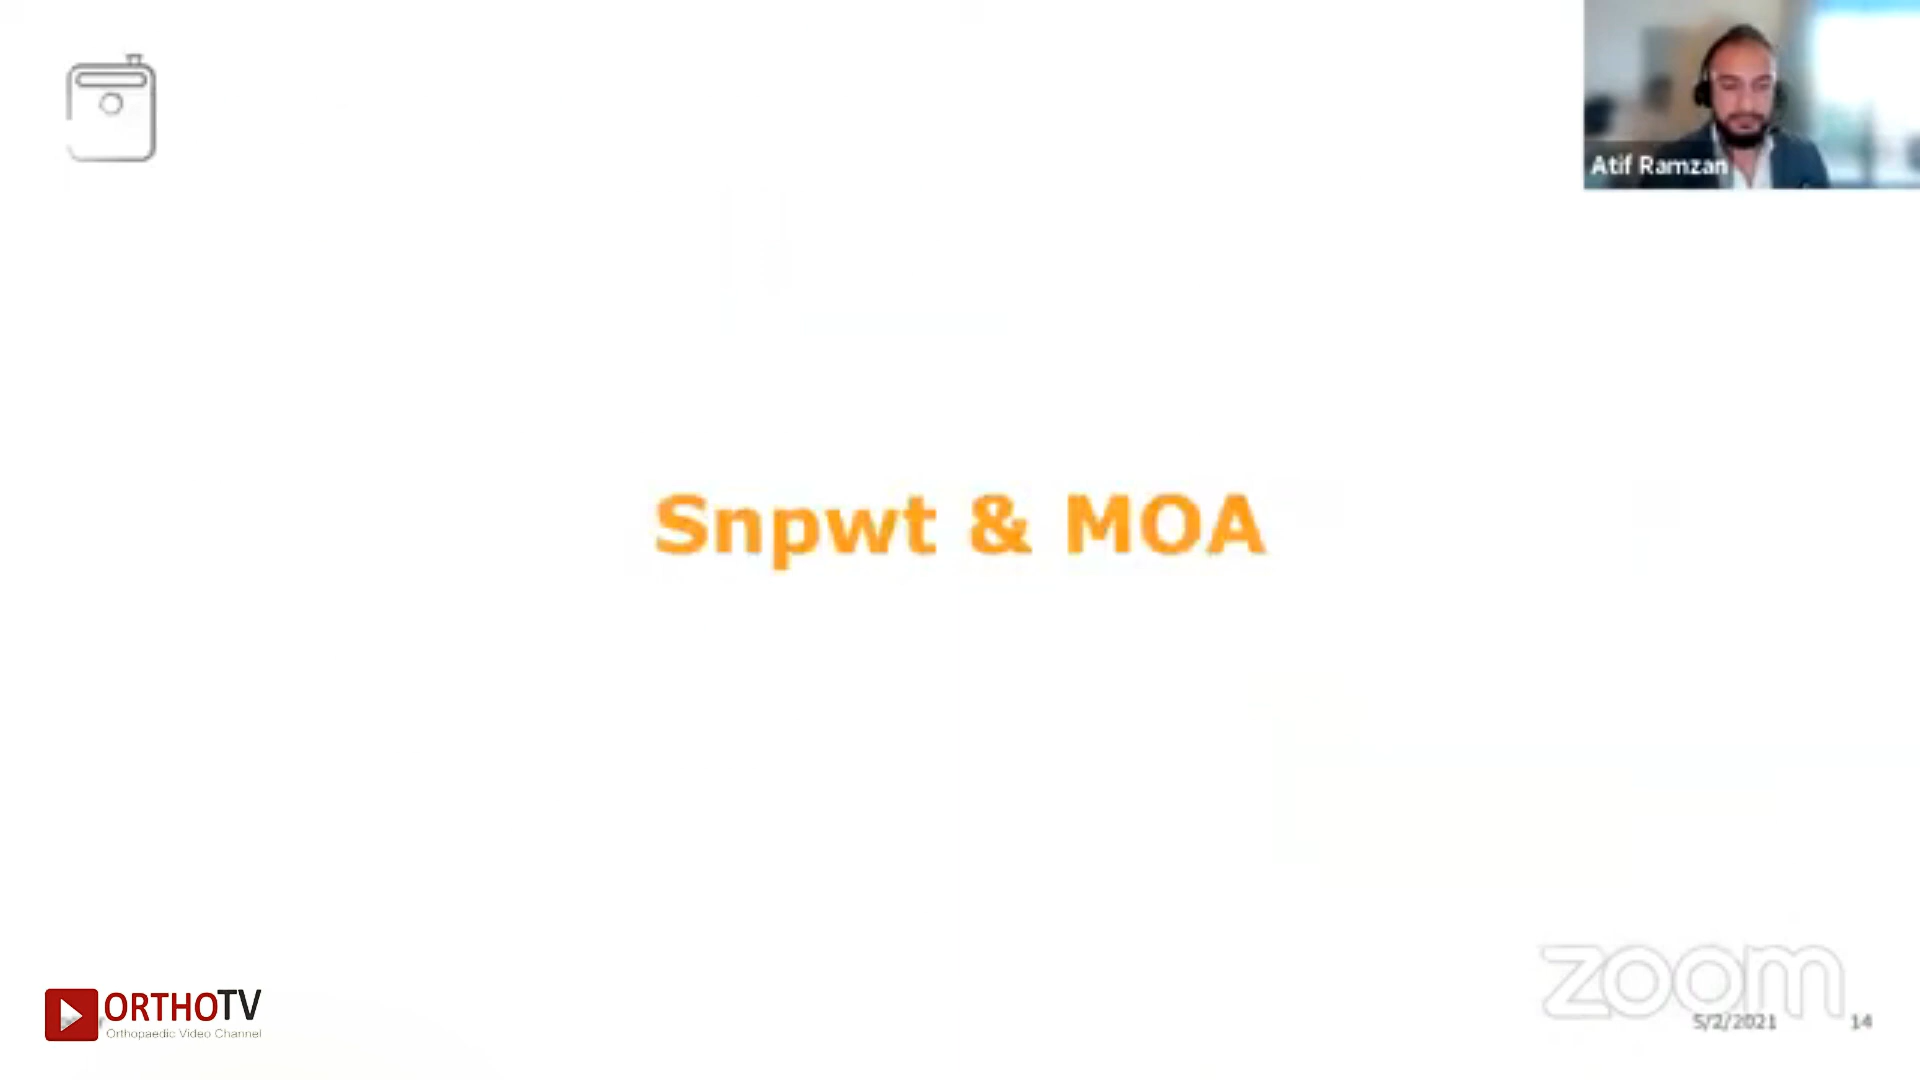 Atif Ramzan
Snpwt & MOA
ORTHOTV
Orthopaedic Video Channel
zoom
5/2/2021
14